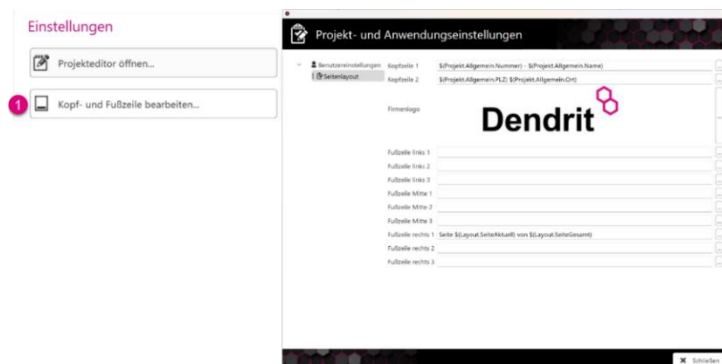 Einstellungen
Projekteditor öffnen...
1
Kopf- und Fußzeile bearbeiten...
Projekt- und Anwendungseinstellungen
Benutzereinstellungen
Seitenlayout
Kopfzeile 1 $(Projekt.Allgemein.Nummer) - $(Projekt.Allgemein.Name)
Kopfzeile 2 $(Projekt.Allgemein.PLZ) $(Projekt.Allgemein.Ort)
Firmenlogo
Dendrit
Fußzeile links 1
Fußzeile links 2
Fußzeile links 3
Fußzeile Mitte 1
Fußzeile Mitte 2
Fußzeile Mitte 3
Fußzeile rechts 1 Seite $(Layout.SeiteAktuell) von $(Layout.SeiteGesamt)
Fußzeile rechts 2
Fußzeile rechts 3
Schließen